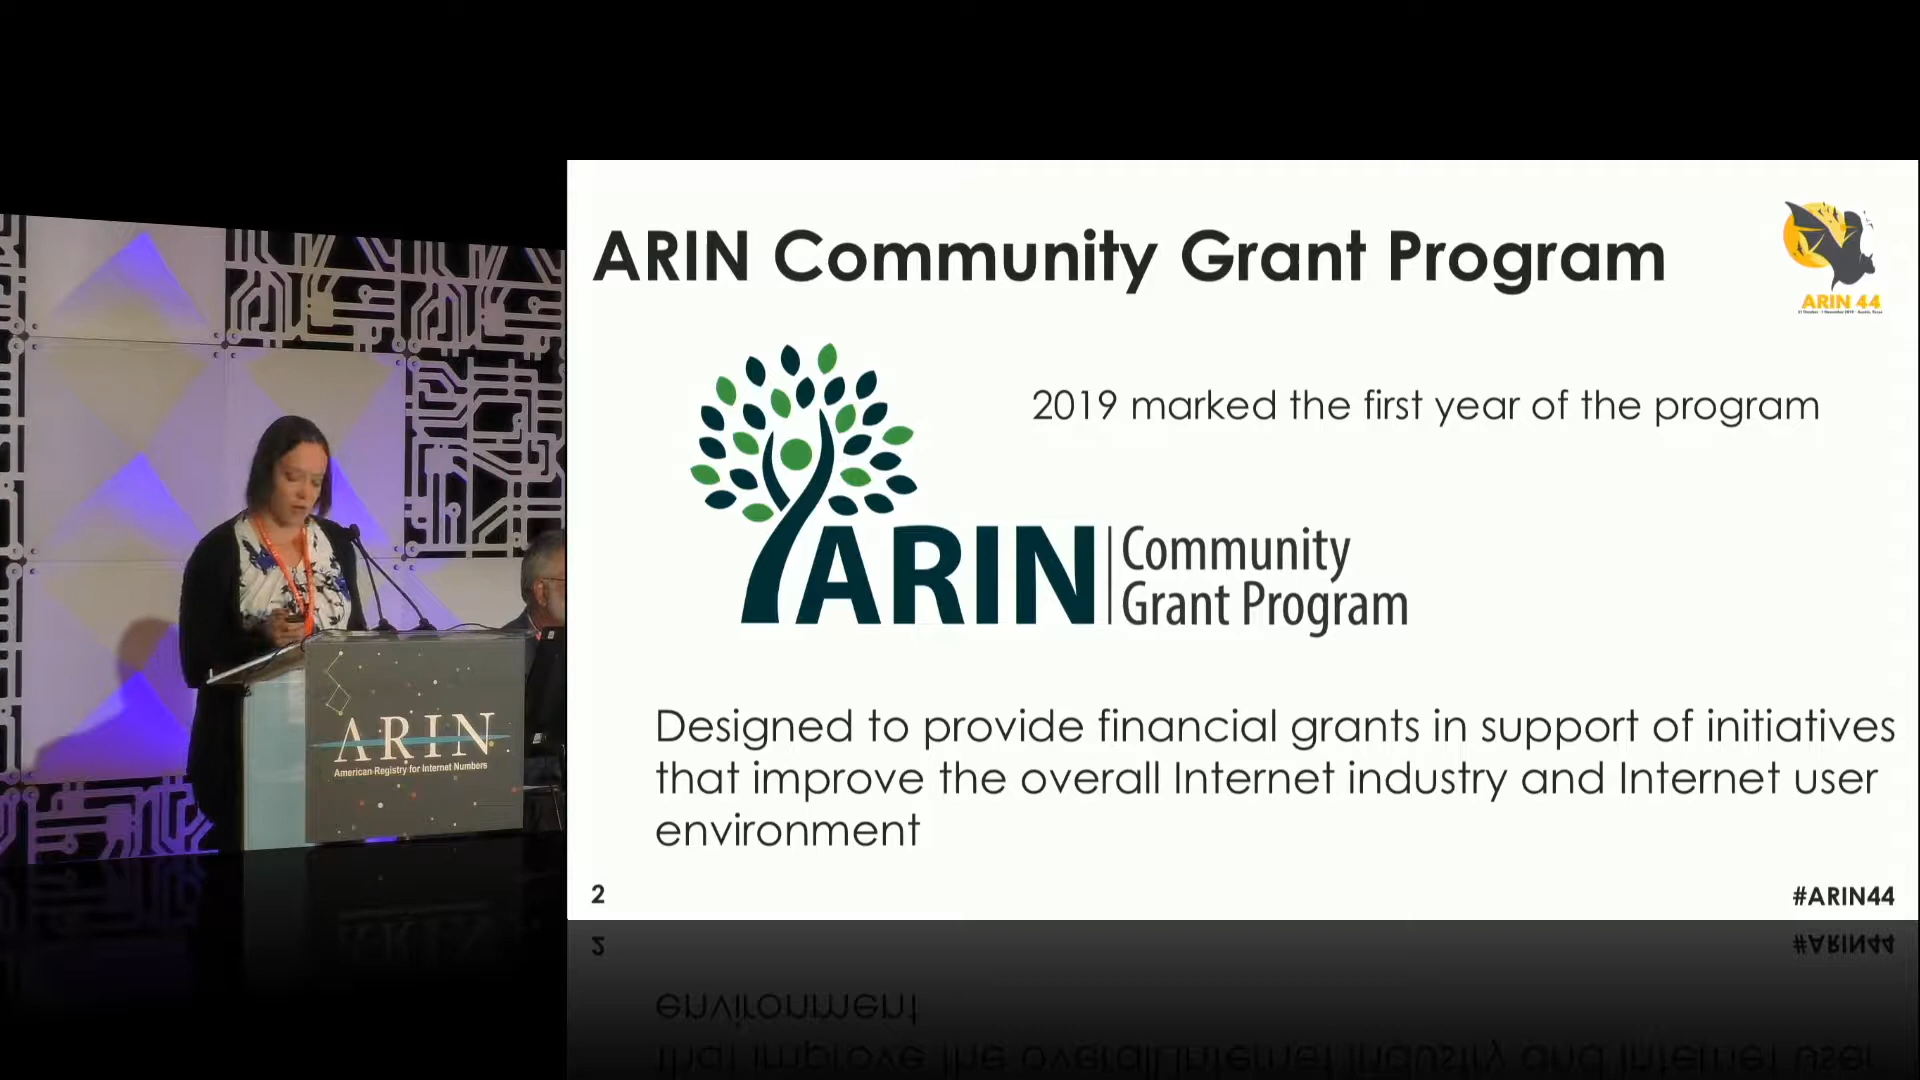 ARIN Community Grant Program
ARIN 44
2019 marked the first year of the program
ARIN
Community
Grant Program
Designed to provide financial grants in support of initiatives
that improve the overall Internet industry and Internet user
environment
2
#ARIN44
ARIN
American Registry for Internet Numbers